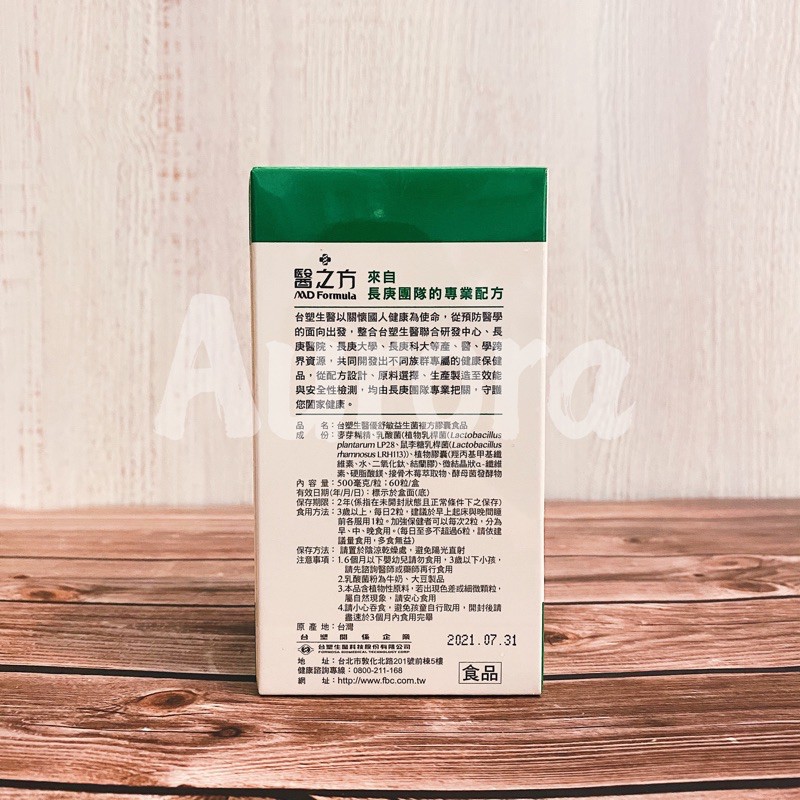 醫之方
MD Formula
來自
長庚團隊的專業配方
台塑生醫以關懷國人健康為使命，從預防醫學
的面向出發，整合台塑生醫聯合研發中心、長
庚醫院、長庚大學、長庚科大等產、醫、學跨
界資源，共同開發出不同族群專屬的健康保健
品，從配方設計、原料選擇、生產製造至效能
與安全性檢測，均由長庚團隊專業把關，守護
您闔家健康。
Aurora
品名：台塑生醫優舒敏益生菌複方膠囊食品
成份：麥芽糊精、乳酸菌(植物乳桿菌(Lactobacillus
plantarum LP28、鼠李糖乳桿菌(Lactobacillus
rhamnosus LRH113))、植物膠囊(羥丙基甲基纖
維素、水、二氧化鈦、結蘭膠)、微結晶狀α-纖維
素、硬脂酸鎂、接骨木莓萃取物、酵母菌發酵物
內容量：500毫克/粒；60粒/盒
有效日期(年/月/日)：標示於盒面(底)
保存期限：2年(係指在未開封狀態且正常條件下之保存)
食用方法：3歲以上，每日2粒，建議於早上起床與晚間睡
前各服用1粒。加強保健者可以每次2粒，分為
早、中、晚食用。(每日至多不超過6粒，請依建
議量食用，多食無益)
保存方法：請置於陰涼乾燥處，避免陽光直射
注意事項：1.6個月以下嬰幼兒請勿食用，3歲以下小孩，
請先諮詢醫師或藥師再行食用
2.乳酸菌粉為牛奶、大豆製品
3.本品含植物性原料，若出現色差或細微顆粒，
屬自然現象，請安心食用
4.請小心吞食，避免孩童自行取用，開封後請
盡速於3個月內食用完畢
原產地：台灣
台塑關係企業
台塑生醫科技股份有限公司
FORMOSA BIOMEDICAL TECHNOLOGY CORP.
2021.07.31
地址：台北市敦化北路201號前棟5樓
健康諮詢專線：0800-211-168
網址：http://www.fbc.com.tw
食品